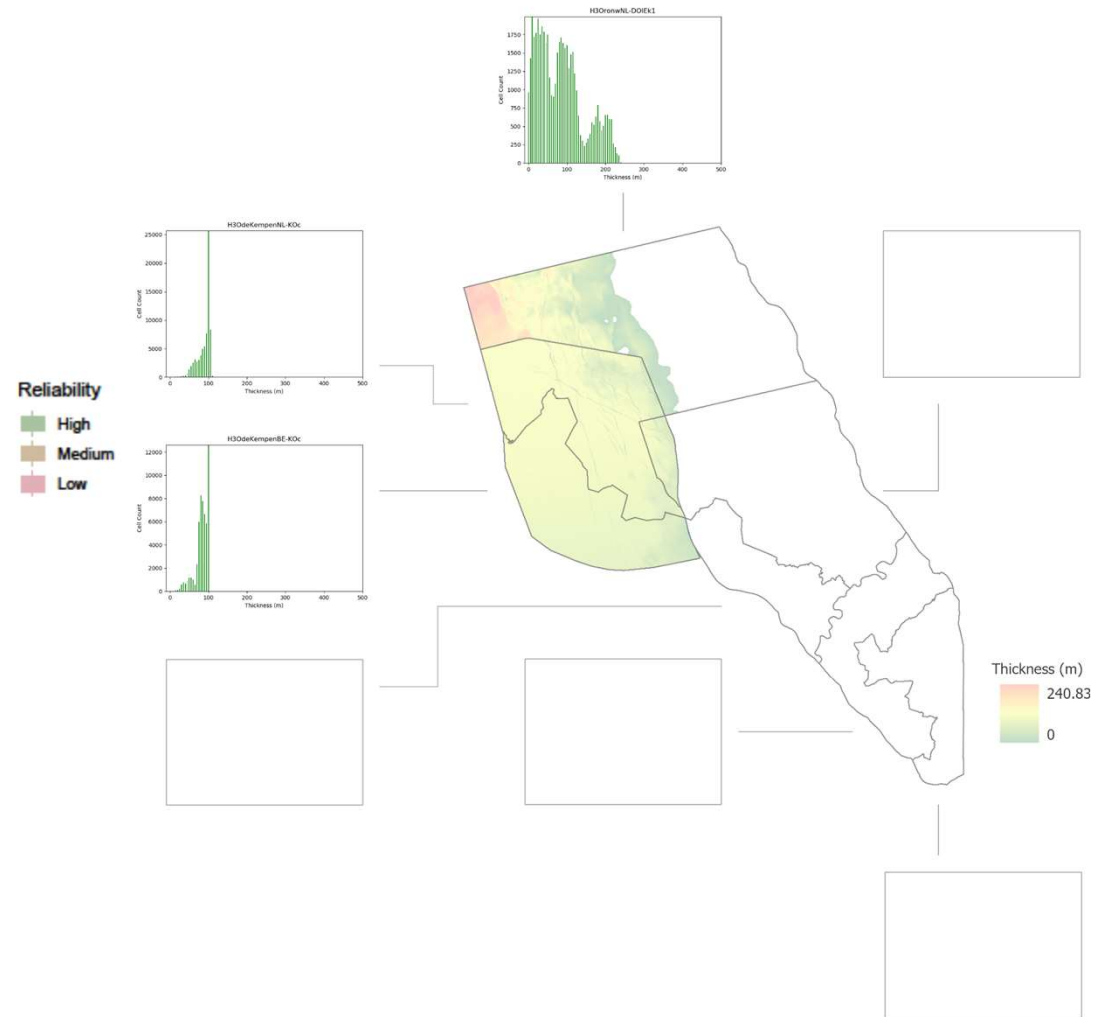 H3OronwNL-DOIEk1
Cell Count
1750
1500
1250
1000
750
500
250
0
0 100 200 300 400 500
Thickness (m)
H3OdeKempenNL-KOc
Cell Count
25000
20000
15000
10000
5000
0
0 100 200 300 400 500
Thickness (m)
Reliability
High
Medium
Low
H3OdeKempenBE-KOc
Cell Count
12000
10000
8000
6000
4000
2000
0
0 100 200 300 400 500
Thickness (m)
Thickness (m)
240.83
0